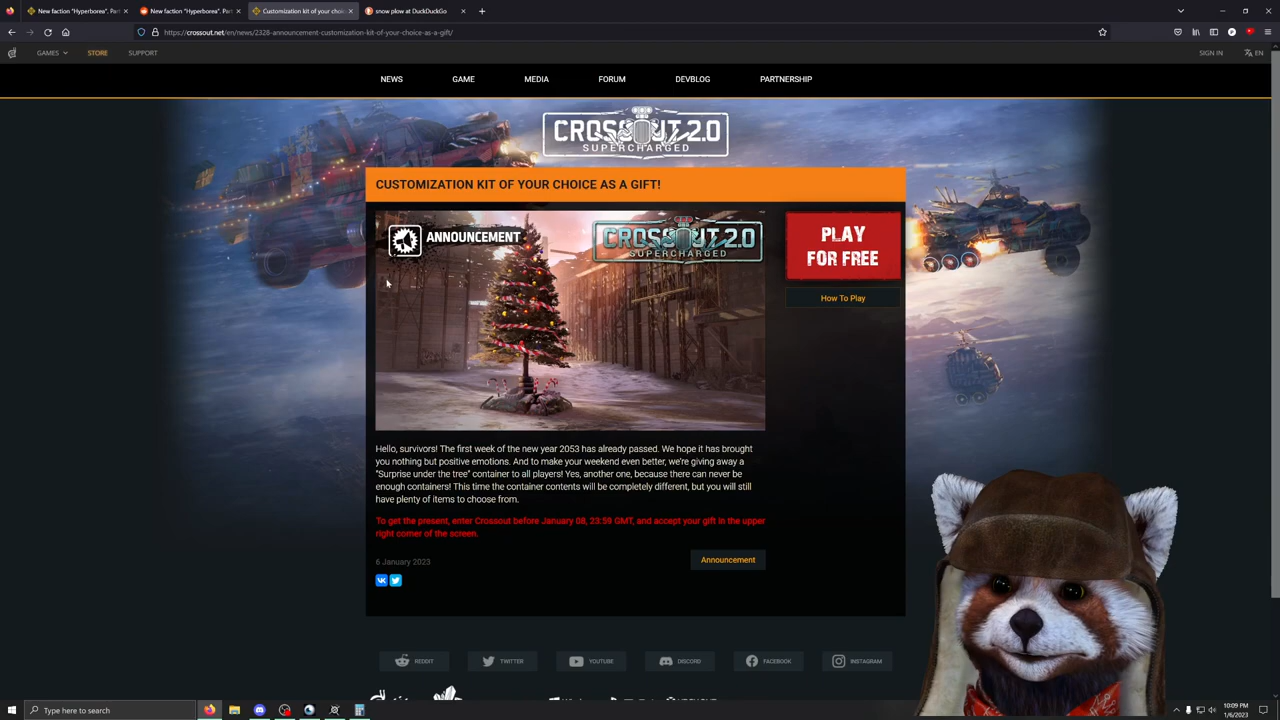 New faction "Hyperborea". Part
New faction "Hyperborea". Part
Customization kit of your choic
snow plow at DuckDuckGo
https://crossout.net/en/news/2328-announcement-customization-kit-of-your-choice-as-a-gift/
GAMES
STORE
SUPPORT
SIGN IN
EN
NEWS
GAME
MEDIA
FORUM
DEVBLOG
PARTNERSHIP
CROSSOUT 2.0
SUPERCHARGED
CUSTOMIZATION KIT OF YOUR CHOICE AS A GIFT!
ANNOUNCEMENT
CROSSOUT 2.0
SUPERCHARGED
PLAY
FOR FREE
How To Play
Hello, survivors! The first week of the new year 2053 has already passed. We hope it has brought
you nothing but positive emotions. And to make your weekend even better, we're giving away a
"Surprise under the tree" container to all players! Yes, another one, because there can never be
enough containers! This time the container contents will be completely different, but you will still
have plenty of items to choose from.
To get the present, enter Crossout before January 08, 23:59 GMT, and accept your gift in the upper
right corner of the screen.
6 January 2023
Announcement
REDDIT
TWITTER
YOUTUBE
DISCORD
FACEBOOK
INSTAGRAM
Type here to search
10:09 PM
1/6/2023